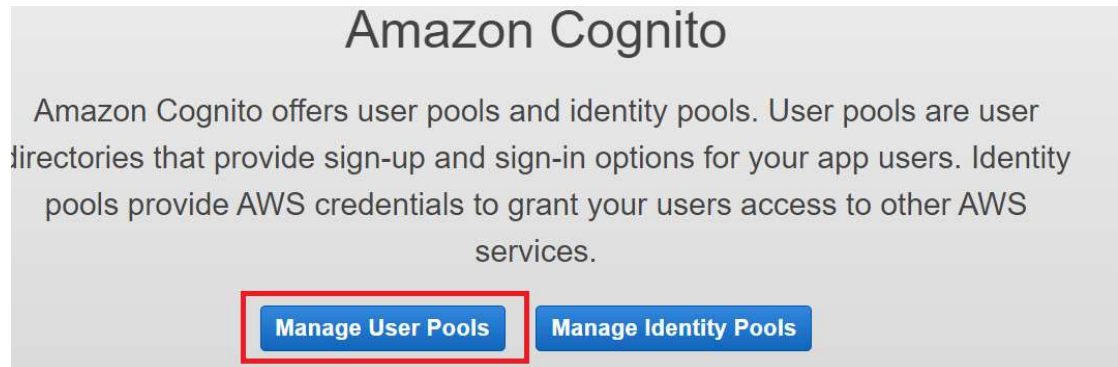 Amazon Cognito
Amazon Cognito offers user pools and identity pools. User pools are user
directories that provide sign-up and sign-in options for your app users. Identity
pools provide AWS credentials to grant your users access to other AWS
services.
Manage User Pools Manage Identity Pools